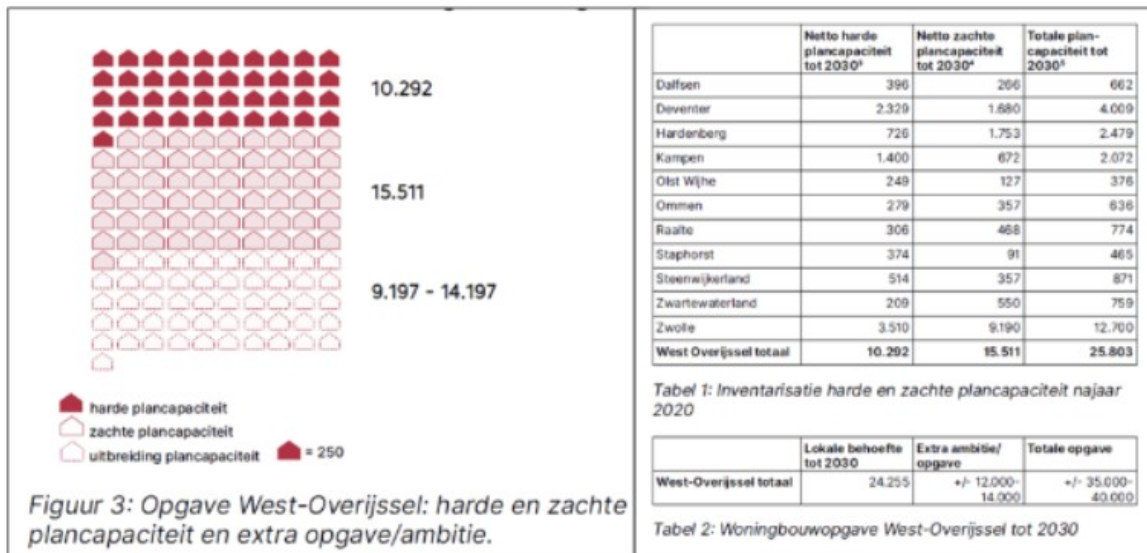 10.292
15.511
9.197 - 14.197
harde plancapaciteit
zachte plancapaciteit
uitbreiding plancapaciteit = 250
Figuur 3: Opgave West-Overijssel: harde en zachte
plancapaciteit en extra opgave/ambitie.
Netto harde plancapaciteit tot 2030³ Netto zachte plancapaciteit tot 2030⁴ Totale plan-capaciteit tot 2030⁵
Dalfsen 396 266 662
Deventer 2.329 1.680 4.009
Hardenberg 726 1.753 2.479
Kampen 1.400 672 2.072
Olst Wijhe 249 127 376
Ommen 279 357 636
Raalte 306 468 774
Staphorst 374 91 465
Steenwijkerland 514 357 871
Zwartewaterland 209 550 759
Zwolle 3.510 9.190 12.700
West Overijssel totaal 10.292 15.511 25.803
Tabel 1: Inventarisatie harde en zachte plancapaciteit najaar
2020
Lokale behoefte tot 2030 Extra ambitie/ opgave Totale opgave
West-Overijssel totaal 24.255 +/- 12.000-14.000 +/- 35.000-40.000
Tabel 2: Woningbouwopgave West-Overijssel tot 2030